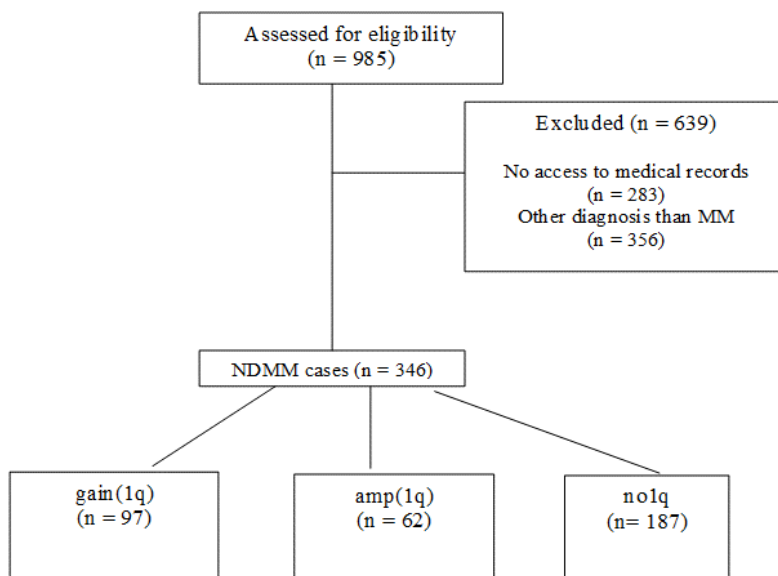 Assessed for eligibility
(n = 985)
Excluded (n = 639)
No access to medical records
(n = 283)
Other diagnosis than MM
(n = 356)
NDMM cases (n = 346)
gain(1q)
(n = 97)
amp(1q)
(n = 62)
no1q
(n= 187)